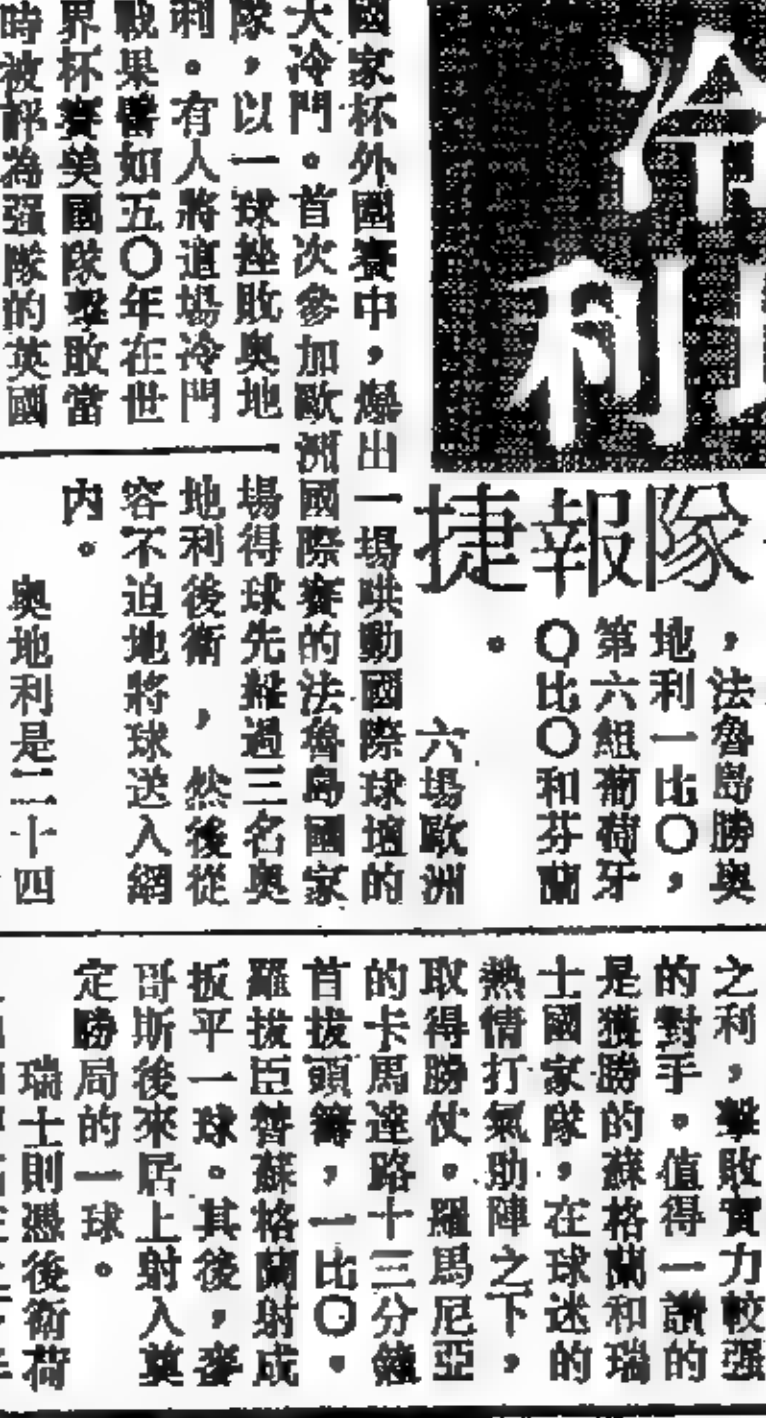 冷
利
隊報捷
，法魯島勝奧
地利一比〇，
第六組葡萄牙
〇比〇和芬蘭
。
六場歐洲
國家杯外圍賽中，爆出一場哄動國際球壇的
大冷門。首次參加歐洲國際賽的法魯島國家
隊，以一球挫敗奧地
利。有人將這場冷門
戰果譬如五〇年在世
界杯賽美國隊擊敗當
時被評為强隊的英國
場得球先過三名奧
地利後衛，然後從
容不迫地將球送入網
內。
奧地利是二十四
之利，擊敗實力較强
的對手。值得一讚的
是獲勝的蘇格蘭和瑞
士國家隊，在球迷的
熱情打氣助陣之下，
取得勝仗。羅馬尼亞
的卡馬達路十三分鐘
首拔頭籌，一比〇。
羅拔臣替蘇格蘭射成
扳平一球。其後，麥
哥斯後來居上射入奠
定勝局的一球。
瑞士則憑後衛荷